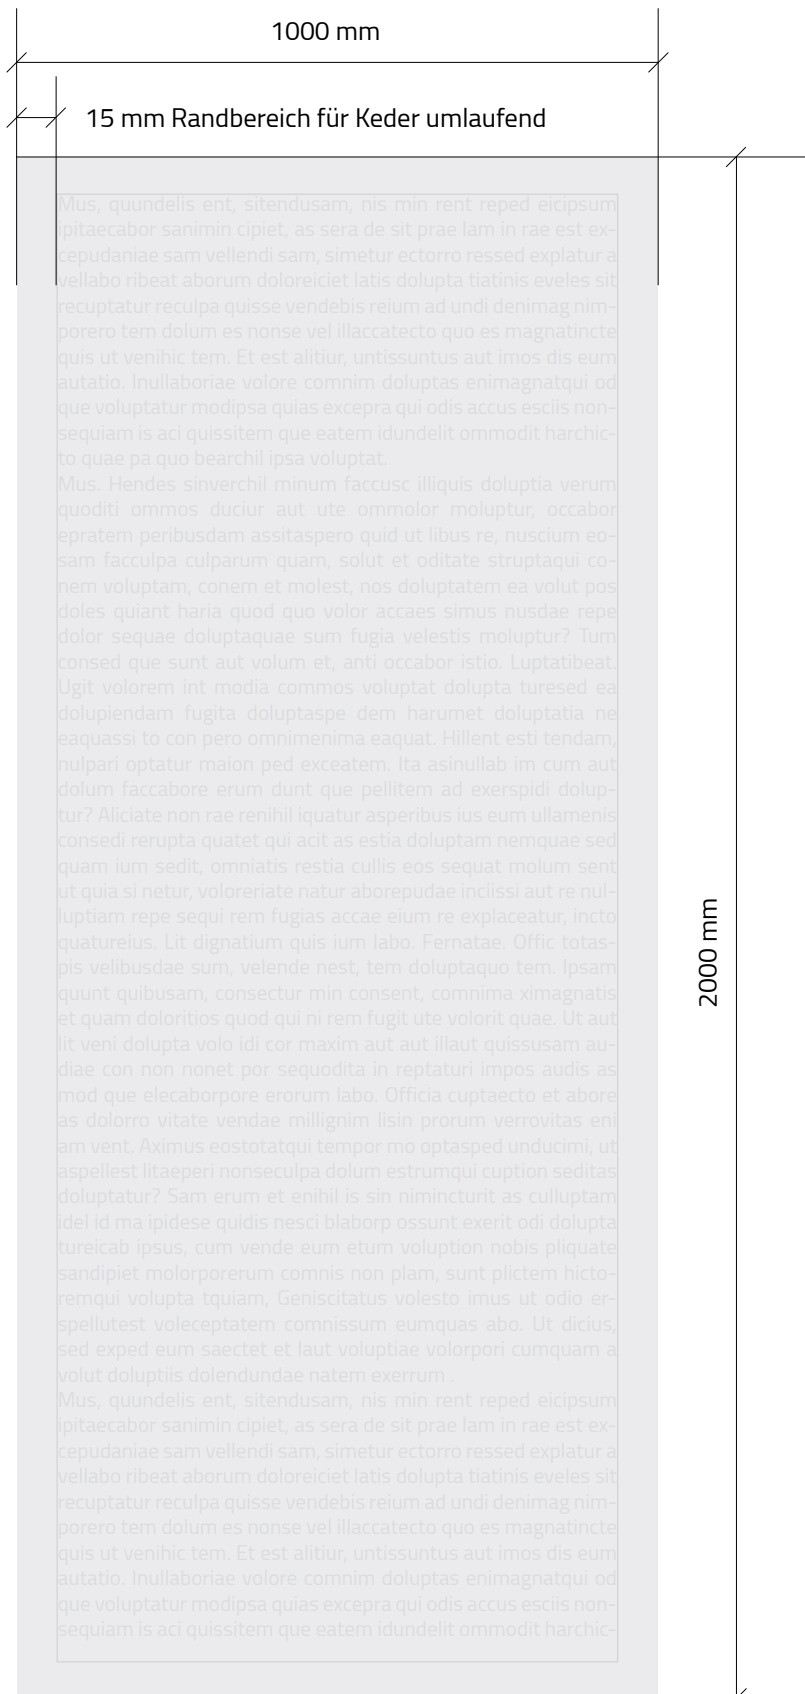 1000 mm
15 mm Randbereich für Keder umlaufend
Mus, quundelis ent, sitendusam, nis min rent reped eicipsum
ipitaecabor sanimin cipiet, as sera de sit prae lam in rae est ex-
cepudaniae sam vellendi sam, simetur ectorro ressed explatur a
vellabo ribeat aborum doloreiciet latis dolupta tiatinis eveles sit
recuptatur reculpa quisse vendebis reium ad undi denimag nim-
porero tem dolum es nonse vel illaccatecto quo es magnatincte
quis ut venihic tem. Et est alitiur, untissuntus aut imos dis eum
autatio. Inullaboriae volore comnim doluptas enimagnatqui od
que voluptatur modipsa quias excepra qui odis accus esciis non-
sequiam is aci quissitem que eatem idundelit ommodit harchic-
to quae pa quo bearchil ipsa voluptat.
Mus. Hendes sinverchil minum faccusc illiquis doluptia verum
quoditi ommos duciur aut ute ommolor moluptur, occabor
epratem peribusdam assitaspero quid ut libus re, nuscium eo-
sam facculpa culparum quam, solut et oditate struptaqui co-
nem voluptam, conem et molest, nos doluptatem ea volut pos
doles quiant haria quod quo volor accaes simus nusdae repe
dolor sequae doluptaquae sum fugia velestis moluptur? Tum
consed que sunt aut volum et, anti occabor istio. Luptatibeat.
Ugit volorem int modia commos voluptat dolupta turesed ea
dolupiendam fugita doluptaspe dem harumet doluptatia ne
eaquassi to con pero omnimenima eaquat. Hillent esti tendam,
nulpari optatur maion ped exceatem. Ita asinullab im cum aut
dolum faccabore erum dunt que pellitem ad exerspidi dolup-
tur? Aliciate non rae renihil iquatur asperibus ius eum ullamenis
consedi rerupta quatet qui acit as estia doluptam nemquae sed
quam ium sedit, omniatis restia cullis eos sequat molum sent
ut quia si netur, voloreriate natur aborepudae inciissi aut re nul-
luptiam repe sequi rem fugias accae eium re explaceatur, incto
quatureius. Lit dignatium quis ium labo. Fernatae. Offic totas-
pis velibusdae sum, velende nest, tem doluptaquo tem. Ipsam
quunt quibusam, consectur min consent, comnima ximagnatis
et quam doloritios quod qui ni rem fugit ute volorit quae. Ut aut
lit veni dolupta volo idi cor maxim aut aut illaut quissusam au-
diae con non nonet por sequodita in reptaturi impos audis as
mod que elecaborpore erorum labo. Officia cuptaecto et abore
as dolorro vitate vendae millignim lisin prorum verrovitas eni
am vent. Aximus eostotatqui tempor mo optasped unducimi, ut
aspellest litaeperi nonseculpa dolum estrumqui cuption seditas
doluptatur? Sam erum et enihil is sin nimincturit as culluptam
idel id ma ipidese quidis nesci blaborp ossunt exerit odi dolupta
tureicab ipsus, cum vende eum etum voluption nobis pliquate
sandipiet molorporerum comnis non plam, sunt plictem hicto-
remqui volupta tquiam, Geniscitatus volesto imus ut odio er-
spellutest voleceptatem comnissum eumquas abo. Ut dicius,
sed exped eum saectet et laut voluptiae volorpori cumquam a
volut doluptiis dolendundae natem exerrum .
Mus, quundelis ent, sitendusam, nis min rent reped eicipsum
ipitaecabor sanimin cipiet, as sera de sit prae lam in rae est ex-
cepudaniae sam vellendi sam, simetur ectorro ressed explatur a
vellabo ribeat aborum doloreiciet latis dolupta tiatinis eveles sit
recuptatur reculpa quisse vendebis reium ad undi denimag nim-
porero tem dolum es nonse vel illaccatecto quo es magnatincte
quis ut venihic tem. Et est alitiur, untissuntus aut imos dis eum
autatio. Inullaboriae volore comnim doluptas enimagnatqui od
que voluptatur modipsa quias excepra qui odis accus esciis non-
sequiam is aci quissitem que eatem idundelit ommodit harchic-
2000 mm